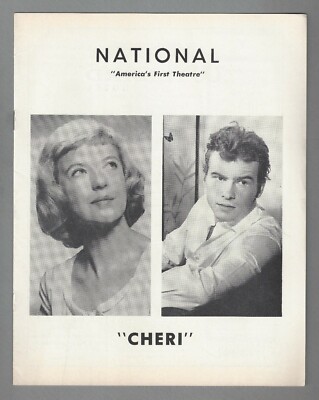 NATIONAL
"America's First Theatre"
"CHERI"